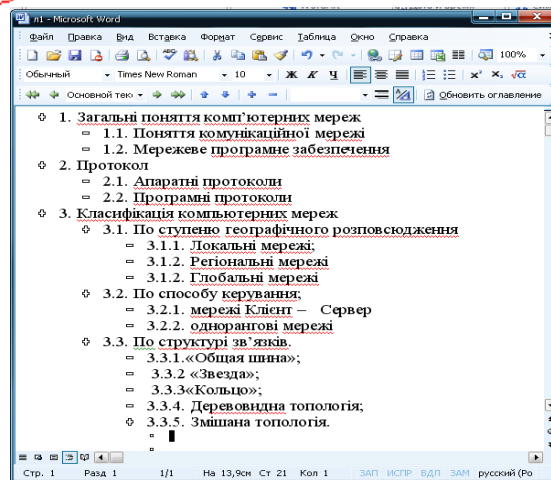 л1 - Microsoft Word
Файл Правка Вид Вставка Формат Сервис Таблица Окно Справка
100%
Обычный Times New Roman 10 Ж К Ч
Основной текс Обновить оглавление
1. Загальні поняття комп’ютерних мереж
1.1. Поняття комунікаційної мережі
1.2. Мережеве програмне забезпечення
2. Протокол
2.1. Апаратні протоколи
2.2. Програмні протоколи
3. Класифікація компьютерних мереж
3.1. По ступеню географічного розповсюдження
3.1.1. Локальні мережі;
3.1.2. Регіональні мережі
3.1.2. Глобальні мережі
3.2. По способу керування;
3.2.1. мережі Клієнт – Сервер
3.2.2. однорангові мережі
3.3. По структурі зв’язків.
3.3.1.«Общая шина»;
3.3.2 «Звезда»;
3.3.3«Кольцо»;
3.3.4. Деревовидна топологія;
3.3.5. Змішана топологія.
Стр. 1 Разд 1 1/1 На 13,9см Ст 21 Кол 1 ЗАП ИСПР ВДЛ ЗАМ русский (Ро